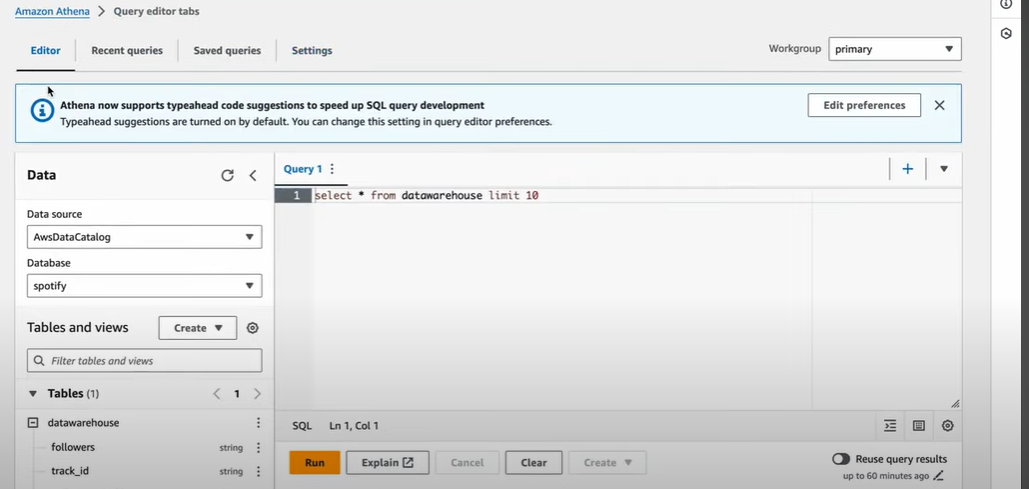 Amazon Athena > Query editor tabs
Editor
Recent queries
Saved queries
Settings
Workgroup
primary
Athena now supports typeahead code suggestions to speed up SQL query development
Typeahead suggestions are turned on by default. You can change this setting in query editor preferences.
Edit preferences
Data
Data source
AwsDataCatalog
Database
spotify
Tables and views
Create
Filter tables and views
Tables (1)
1
datawarehouse
followers string
track_id string
Query 1
1 select * from datawarehouse limit 10
SQL Ln 1, Col 1
Run
Explain
Cancel
Clear
Create
Reuse query results
up to 60 minutes ago